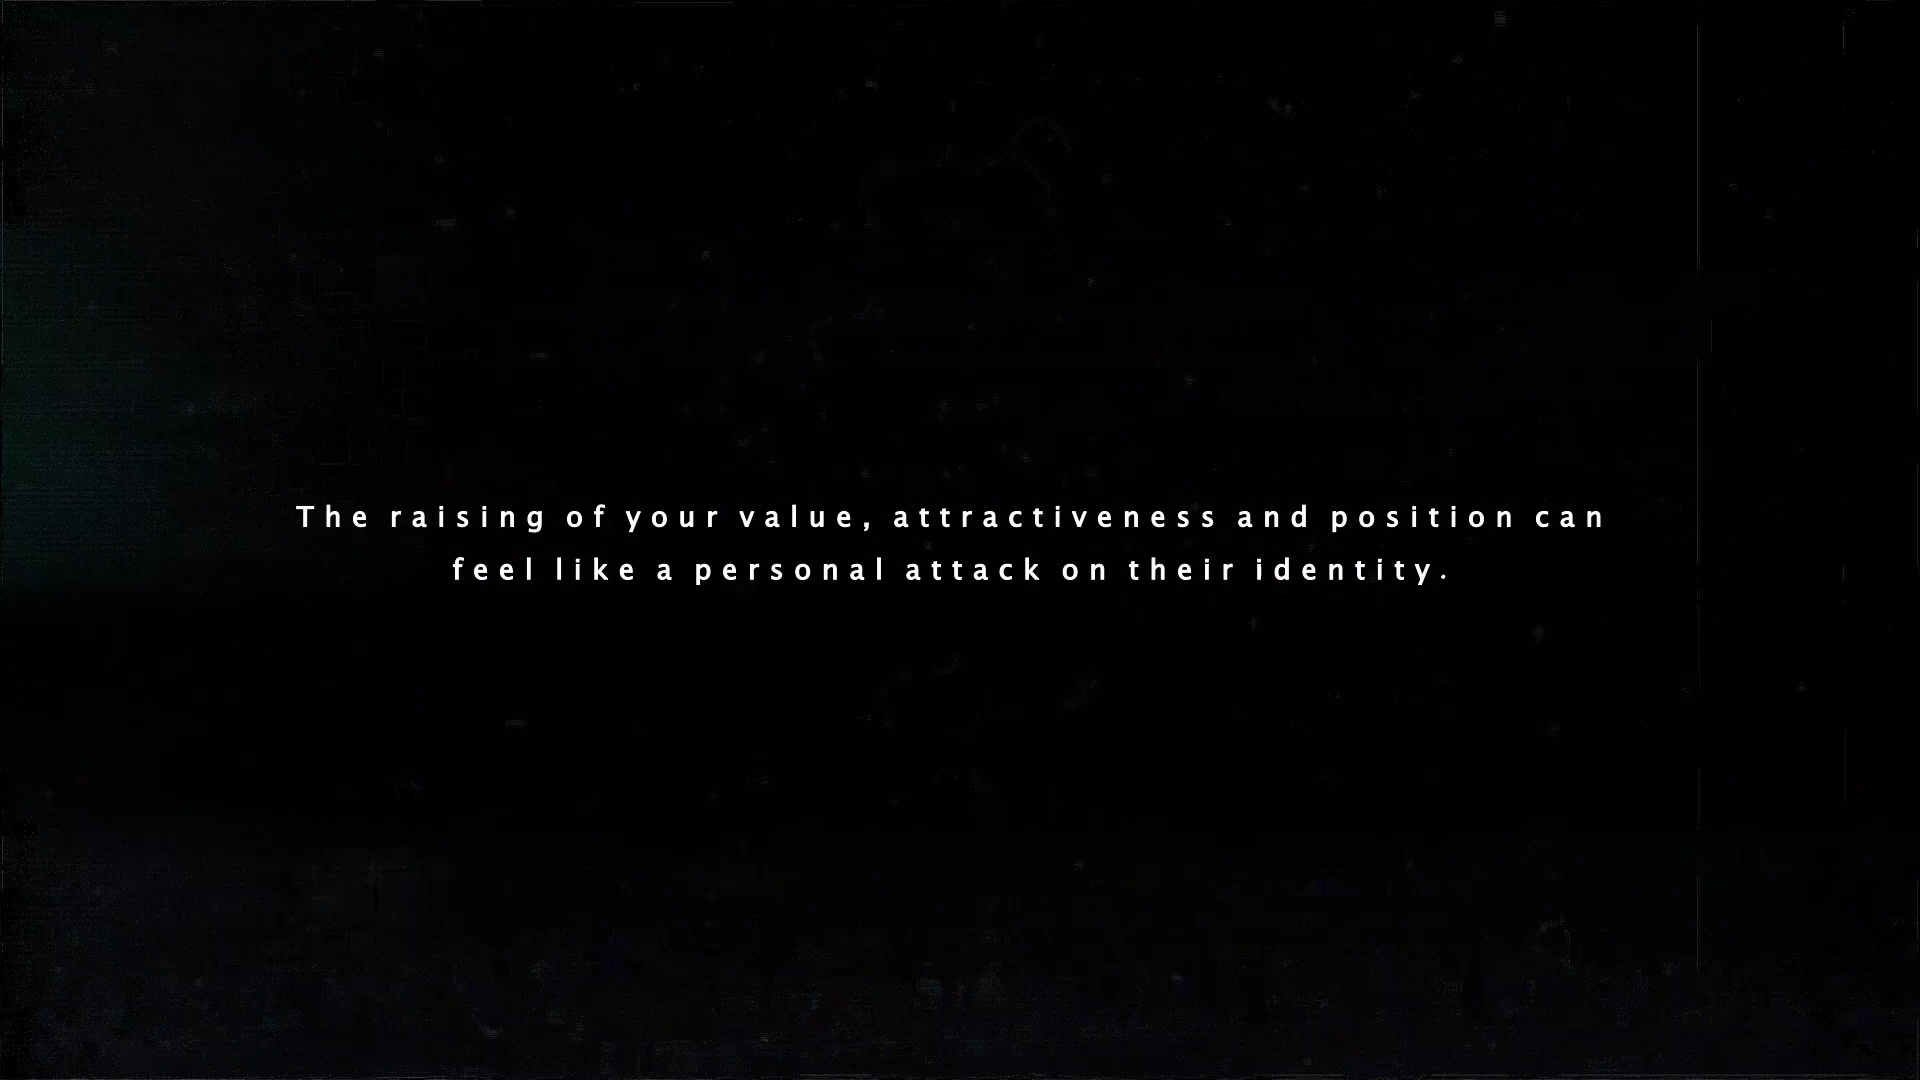 The raising of your value, attractiveness and position can
feel like a personal attack on their identity.